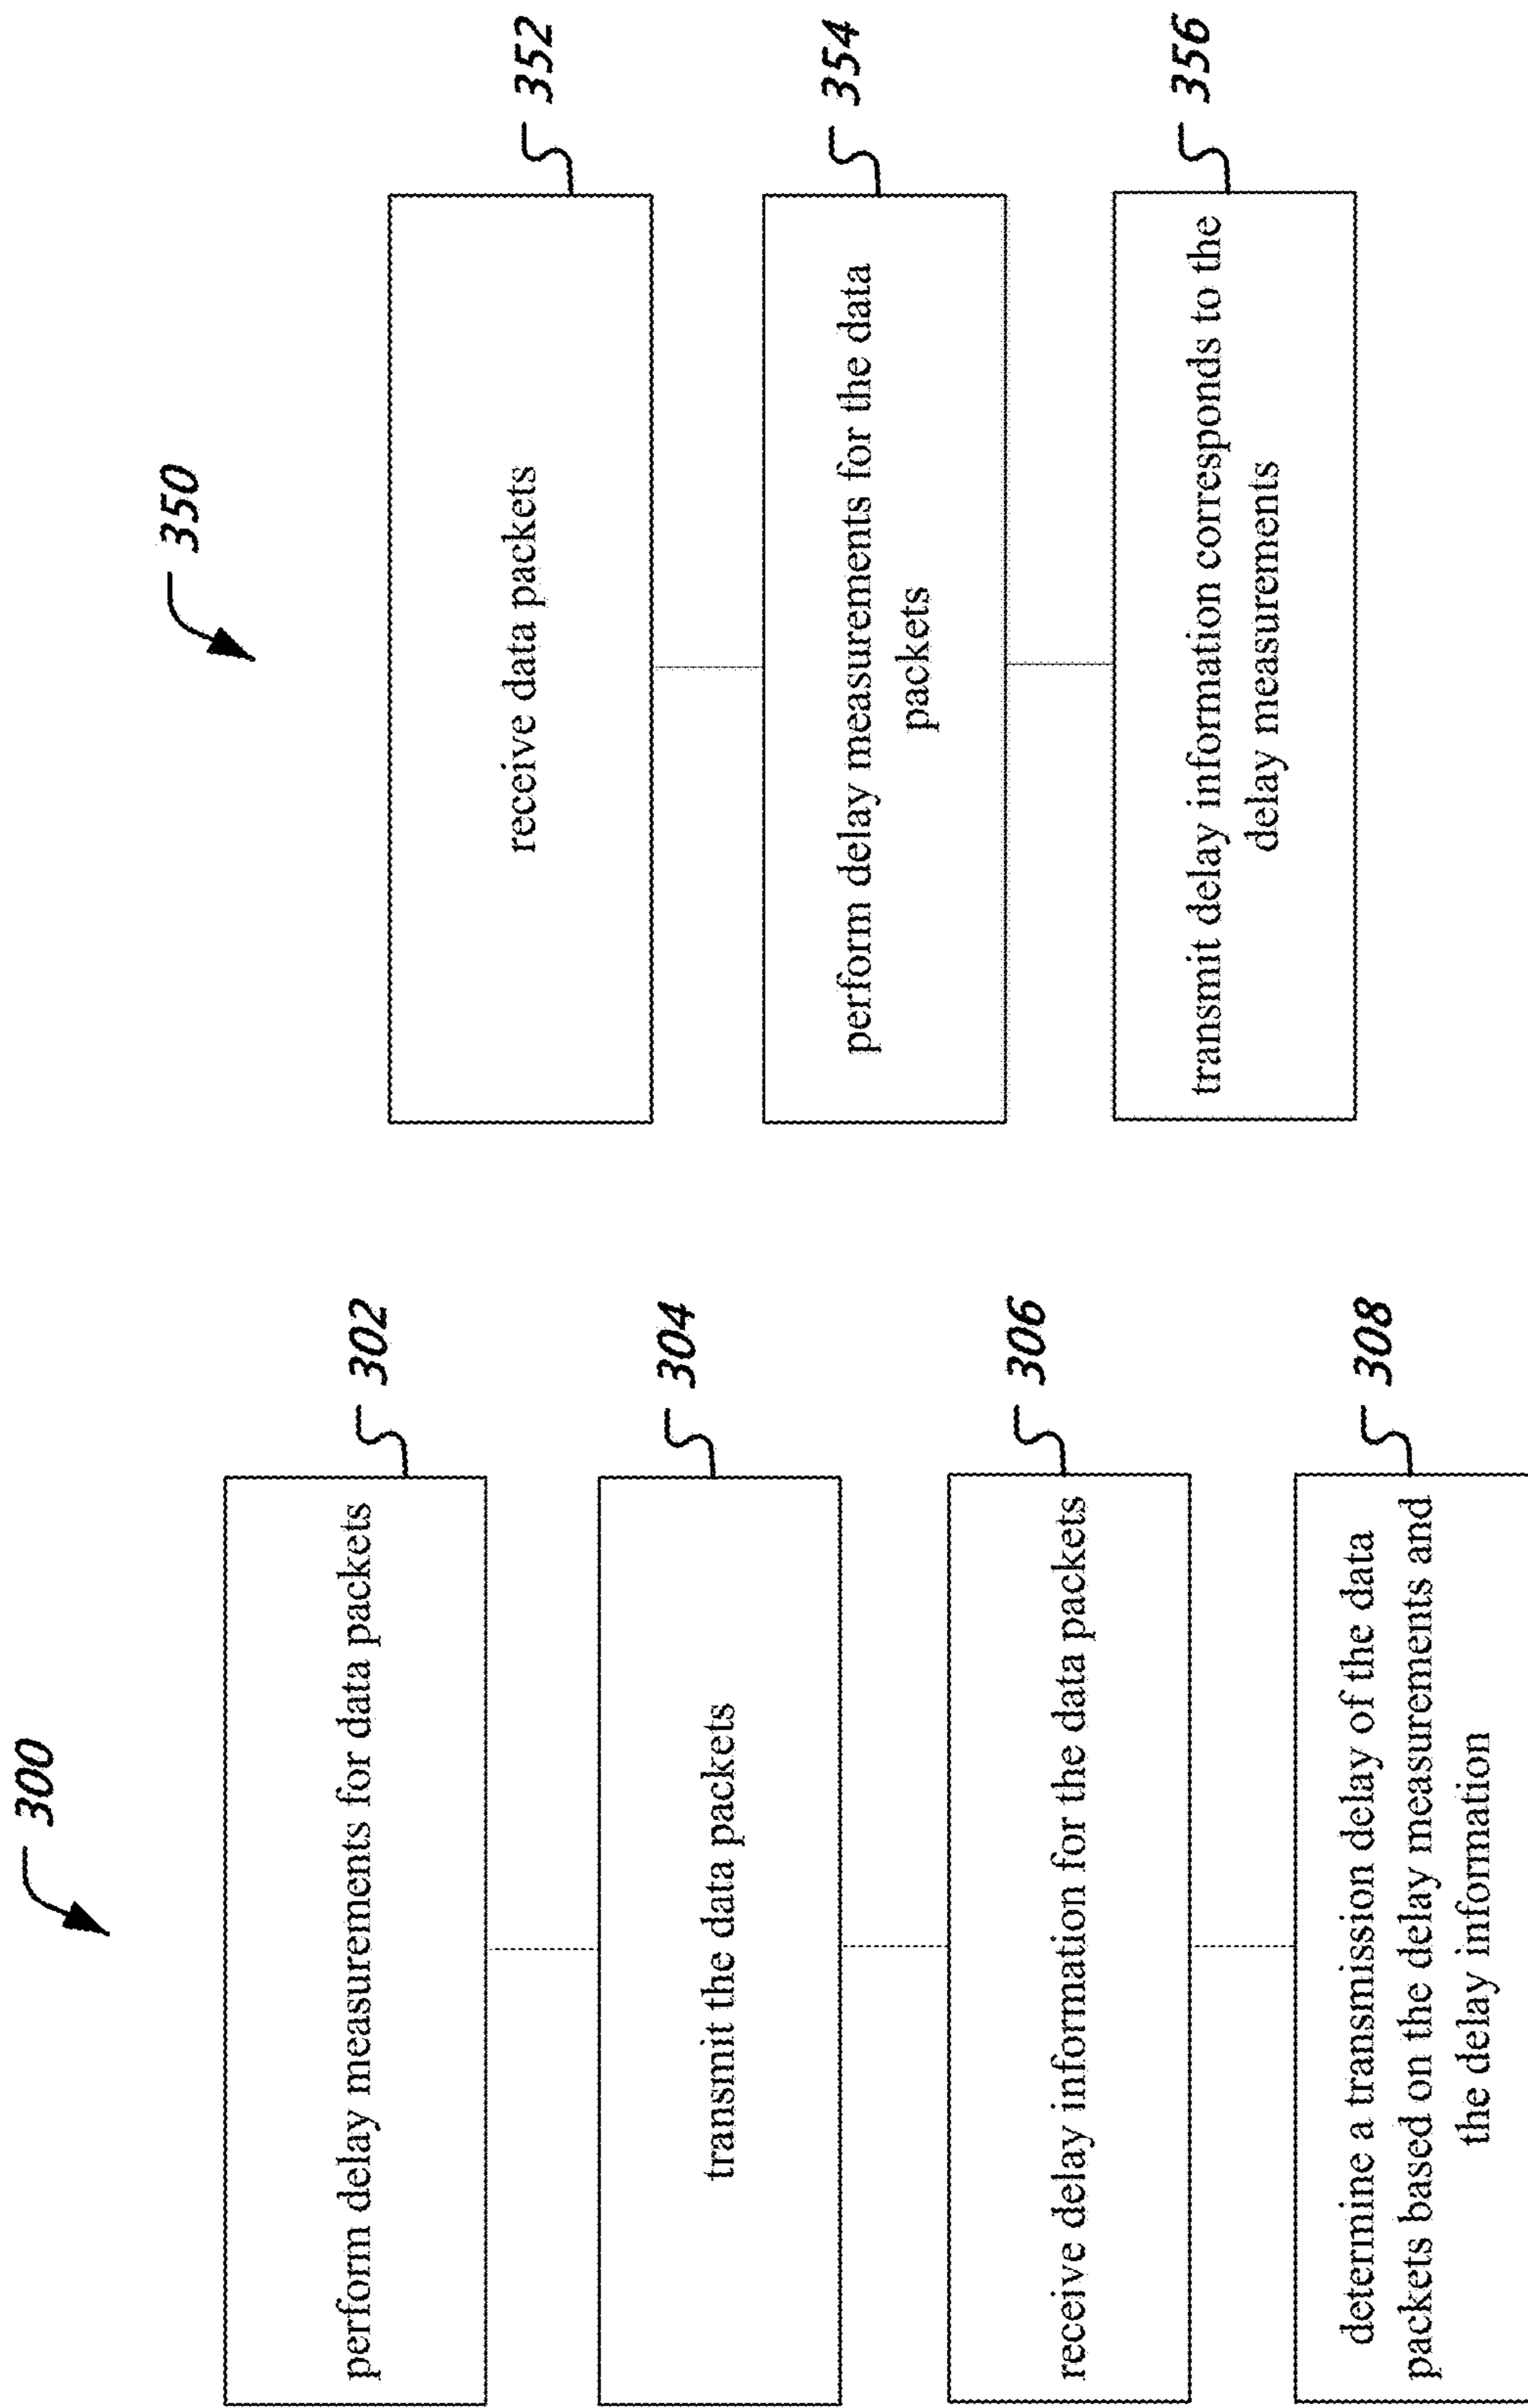 300
perform delay measurements for data packets
302
transmit the data packets
304
receive delay information for the data packets
306
determine a transmission delay of the data
packets based on the delay measurements and
the delay information
308
350
receive data packets
352
perform delay measurements for the data
packets
354
transmit delay information corresponds to the
delay measurements
356